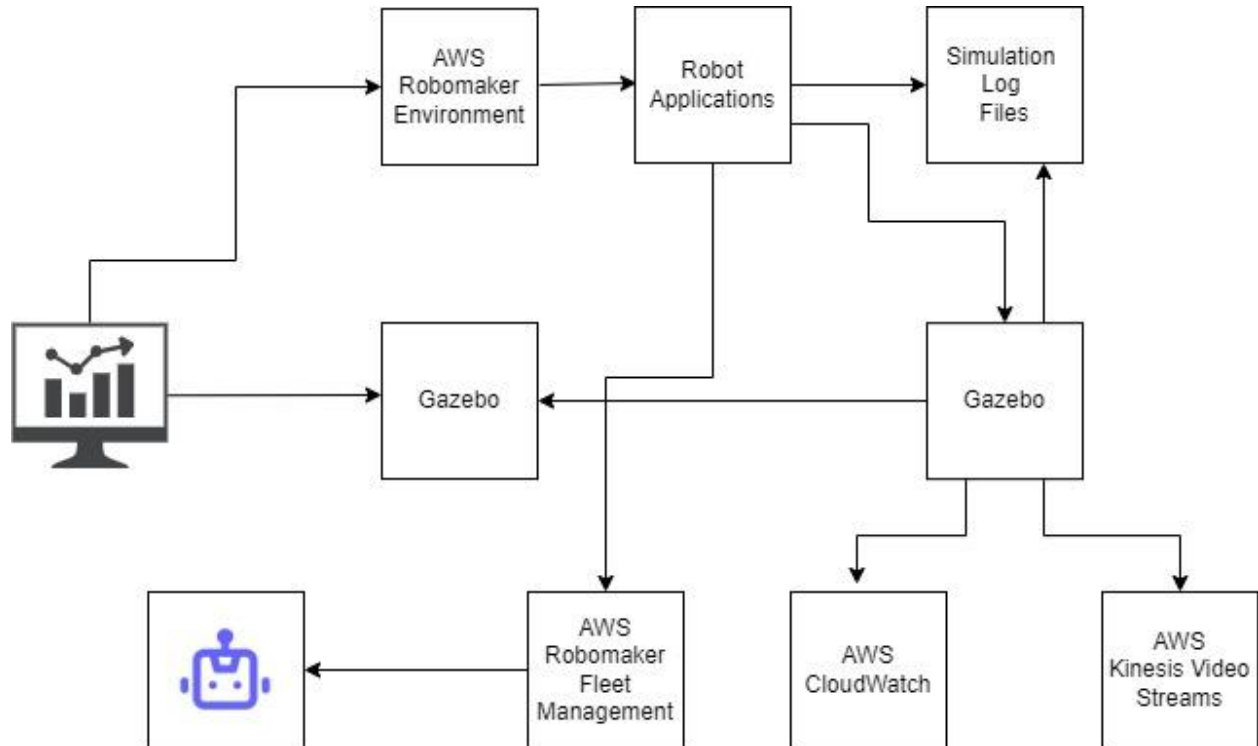 AWS
Robomaker
Environment
Robot
Applications
Simulation
Log
Files
Gazebo
Gazebo
AWS
Robomaker
Fleet
Management
AWS
CloudWatch
AWS
Kinesis Video
Streams